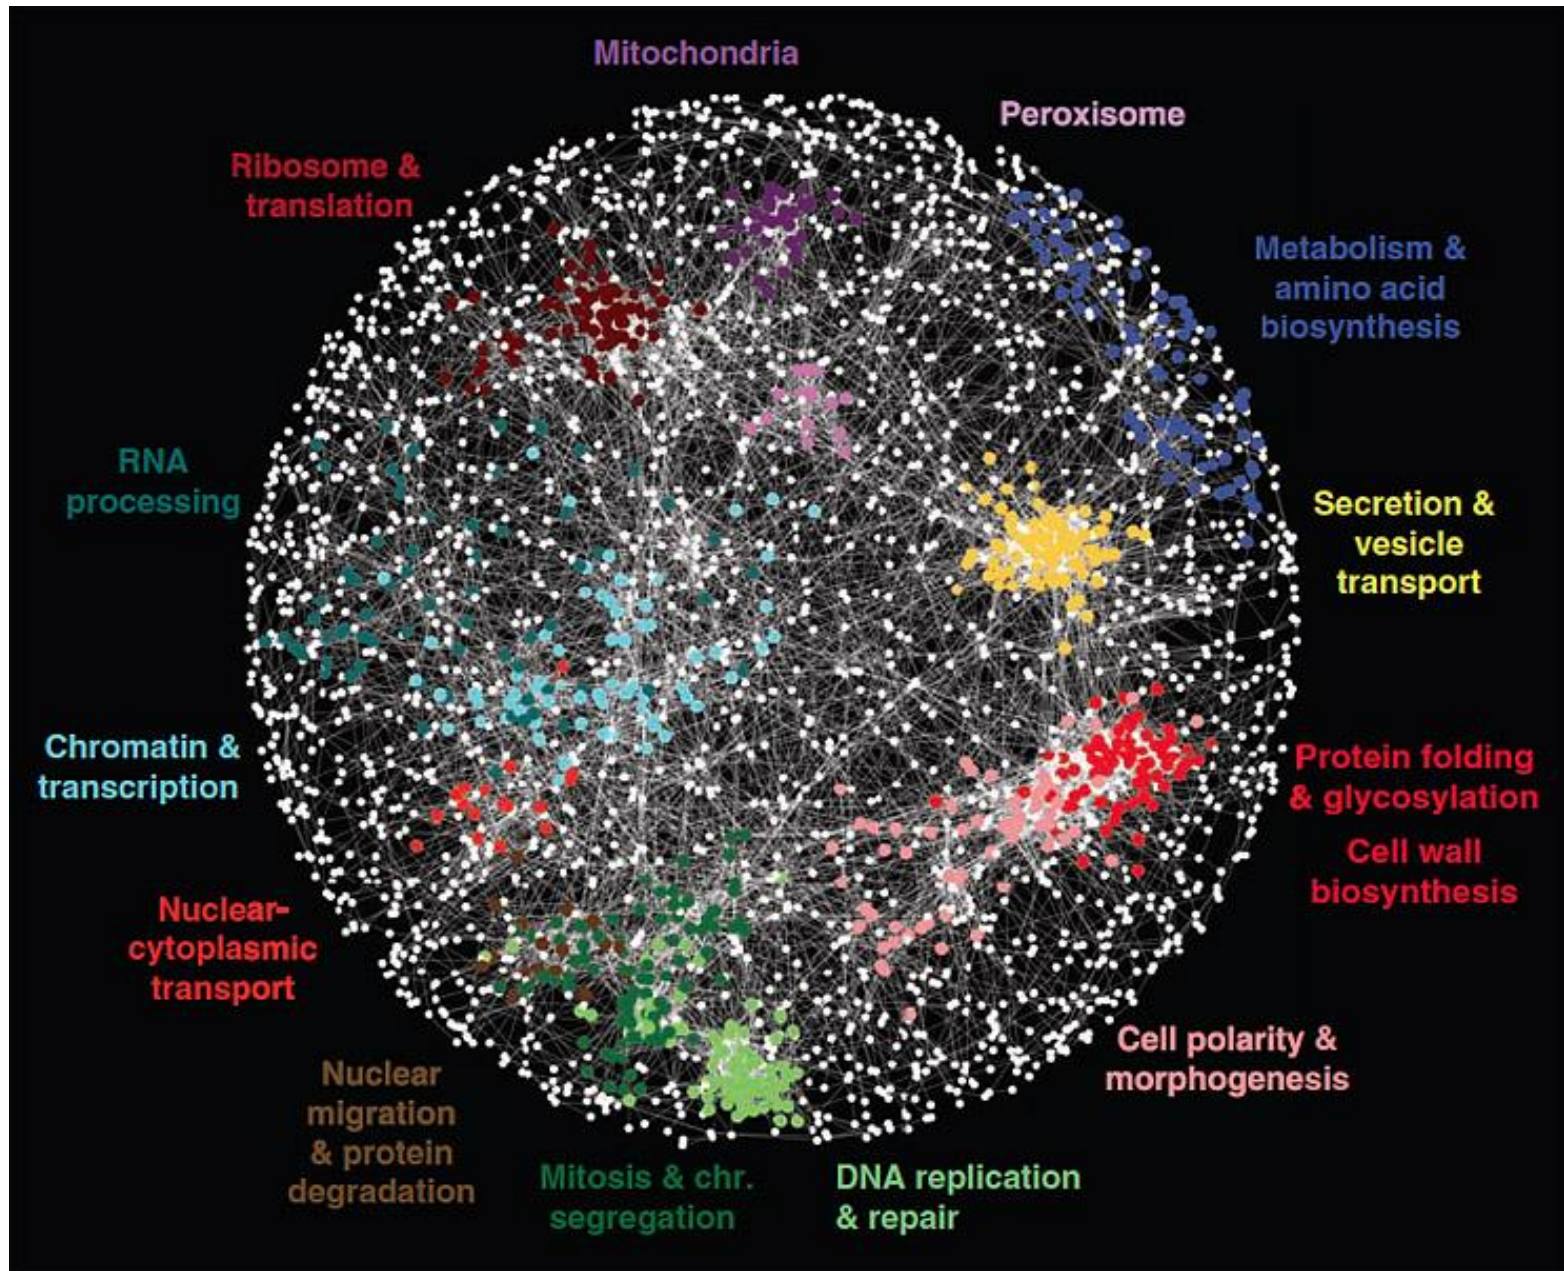 Mitochondria
Peroxisome
Ribosome &
translation
Metabolism &
amino acid
biosynthesis
RNA
processing
Secretion &
vesicle
transport
Chromatin &
transcription
Protein folding
& glycosylation
Cell wall
biosynthesis
Nuclear-
cytoplasmic
transport
Cell polarity &
morphogenesis
Nuclear
migration
& protein
degradation
Mitosis & chr.
segregation
DNA replication
& repair